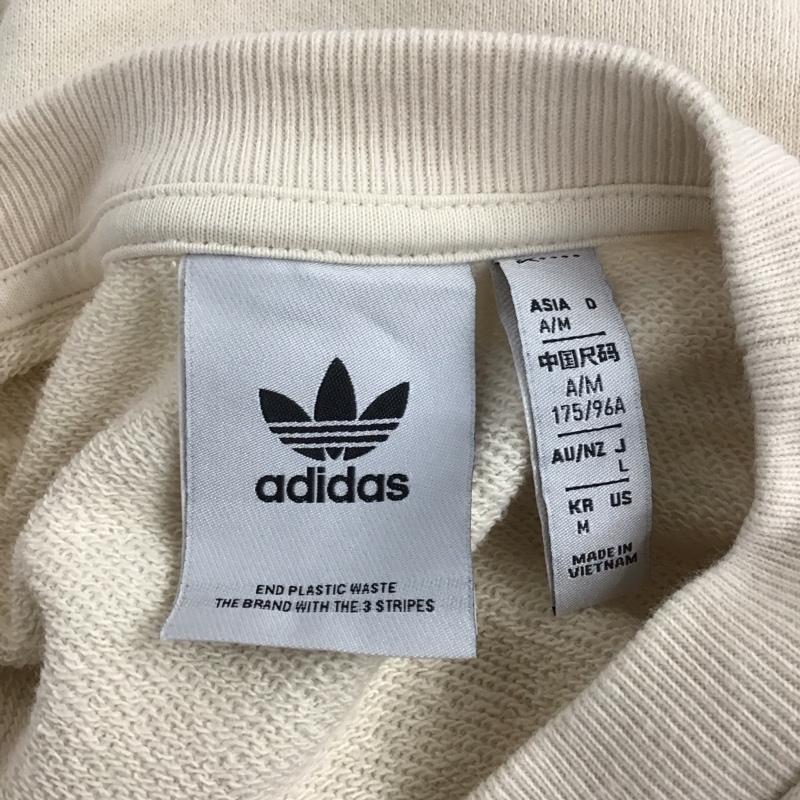 adidas
END PLASTIC WASTE
THE BRAND WITH THE 3 STRIPES
ASIA D
A/M
中国尺码
A/M
175/96A
AU/NZ J
L
KR US
M
MADE IN
VIETNAM